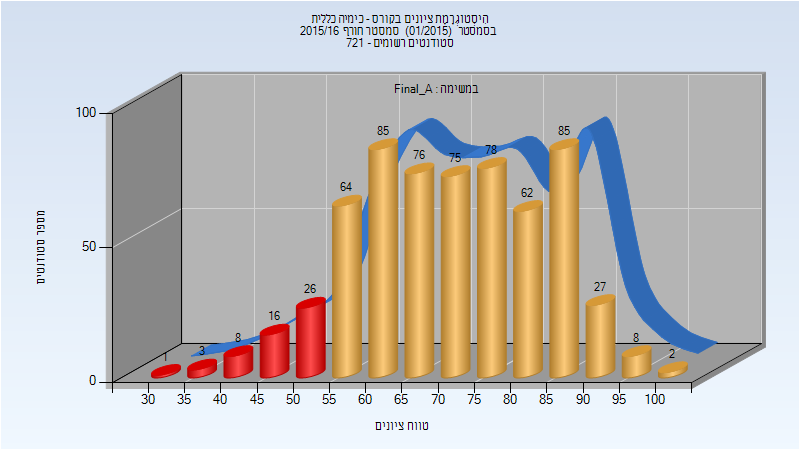 היסטוגרמת ציונים בקורס - כימיה כללית
בסמסטר (01/2015) סמסטר חורף 2015/16
סטודנטים רשומים - 721
במשימה : Final_A
מספר סטודנטים
100
50
0
1 3 8 16 26 64 85 76 75 78 62 85 27 8 2
30 35 40 45 50 55 60 65 70 75 80 85 90 95 100
טווח ציונים